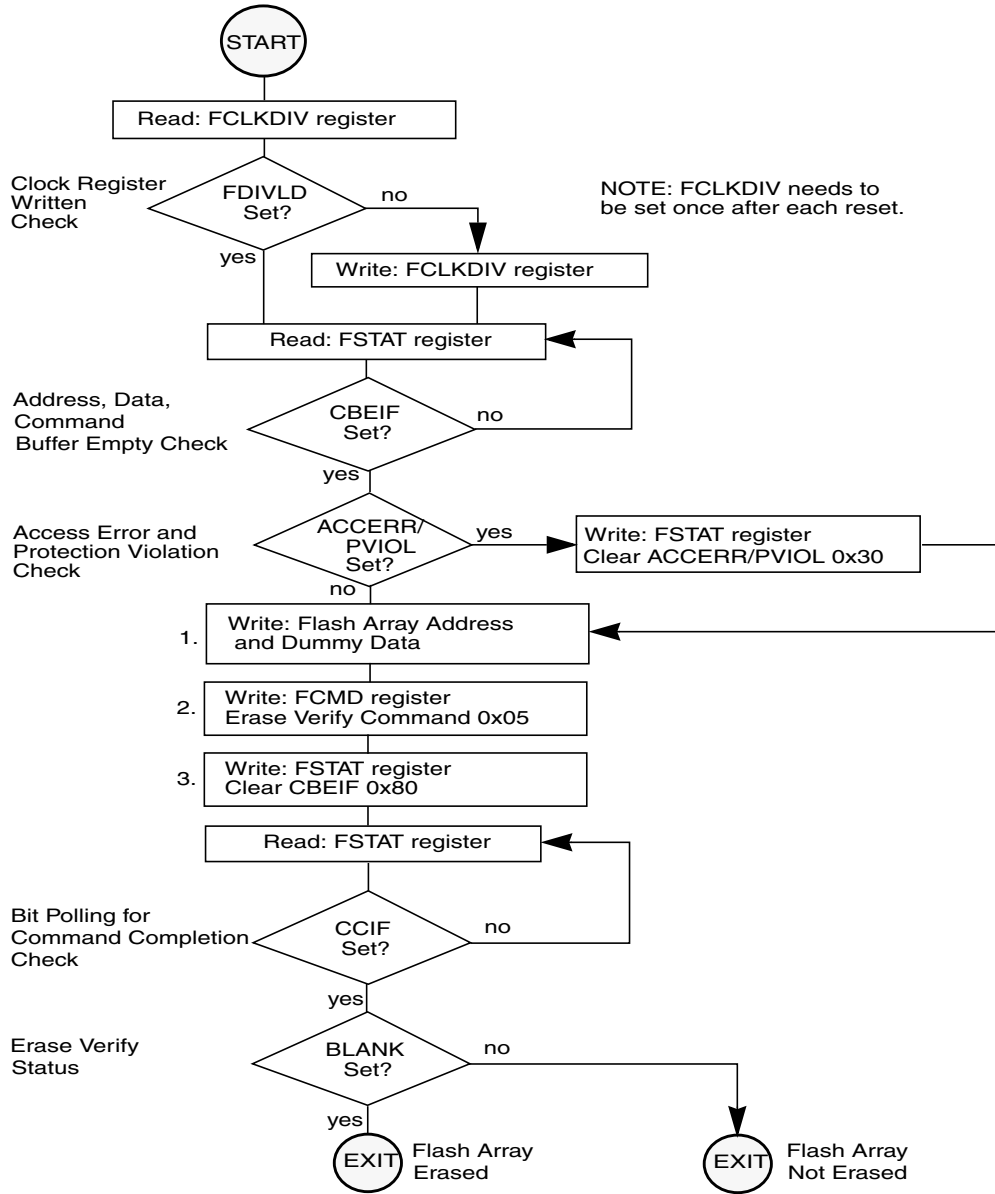 START
Read: FCLKDIV register
Clock Register
Written
Check
FDIVLD
Set?
no
yes
NOTE: FCLKDIV needs to
be set once after each reset.
Write: FCLKDIV register
Read: FSTAT register
Address, Data,
Command
Buffer Empty Check
CBEIF
Set?
no
yes
Access Error and
Protection Violation
Check
ACCERR/
PVIOL
Set?
yes
no
Write: FSTAT register
Clear ACCERR/PVIOL 0x30
1.
Write: Flash Array Address
and Dummy Data
2.
Write: FCMD register
Erase Verify Command 0x05
3.
Write: FSTAT register
Clear CBEIF 0x80
Read: FSTAT register
Bit Polling for
Command Completion
Check
CCIF
Set?
no
yes
Erase Verify
Status
BLANK
Set?
no
yes
EXIT
Flash Array
Erased
EXIT
Flash Array
Not Erased